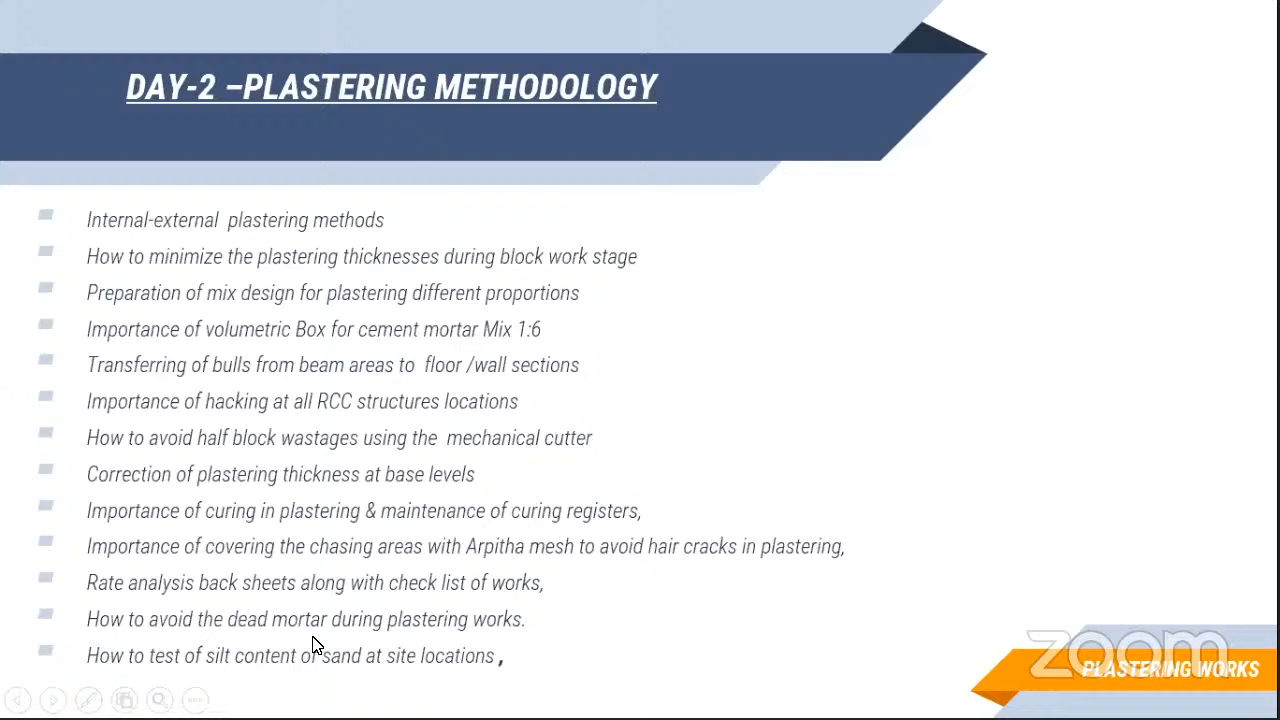 DAY-2 –PLASTERING METHODOLOGY
Internal-external plastering methods
How to minimize the plastering thicknesses during block work stage
Preparation of mix design for plastering different proportions
Importance of volumetric Box for cement mortar Mix 1:6
Transferring of bulls from beam areas to floor /wall sections
Importance of hacking at all RCC structures locations
How to avoid half block wastages using the mechanical cutter
Correction of plastering thickness at base levels
Importance of curing in plastering & maintenance of curing registers,
Importance of covering the chasing areas with Arpitha mesh to avoid hair cracks in plastering,
Rate analysis back sheets along with check list of works,
How to avoid the dead mortar during plastering works.
How to test of silt content of sand at site locations ,
zoom
PLASTERING WORKS